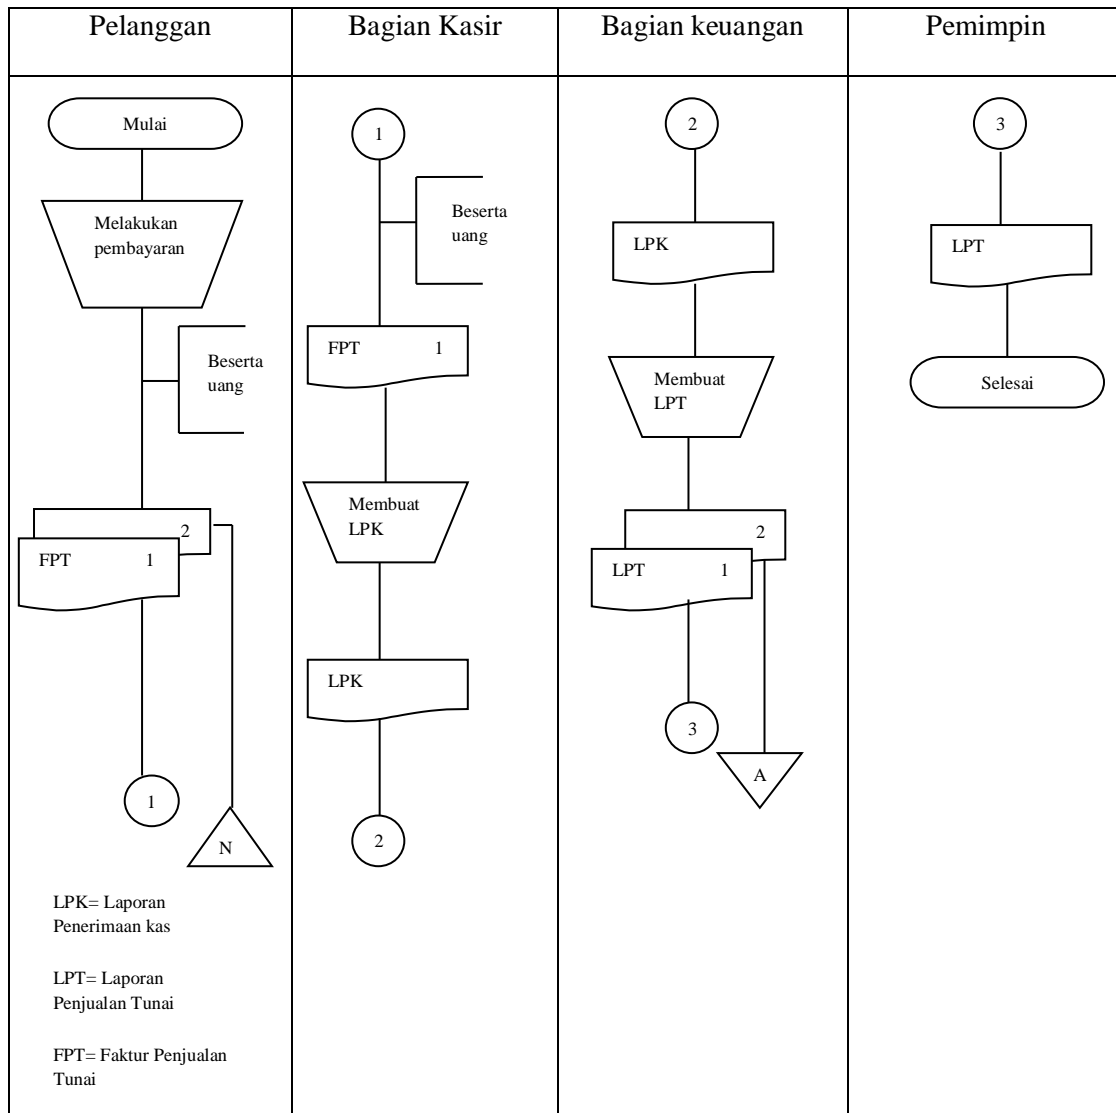 Pelanggan
Bagian Kasir
Bagian keuangan
Pemimpin
Mulai
Melakukan
pembayaran
Beserta
uang
2
FPT 1
1
N
LPK= Laporan
Penerimaan kas
LPT= Laporan
Penjualan Tunai
FPT= Faktur Penjualan
Tunai
1
Beserta
uang
FPT 1
Membuat
LPK
LPK
2
2
LPK
Membuat
LPT
2
LPT 1
3
A
3
LPT
Selesai